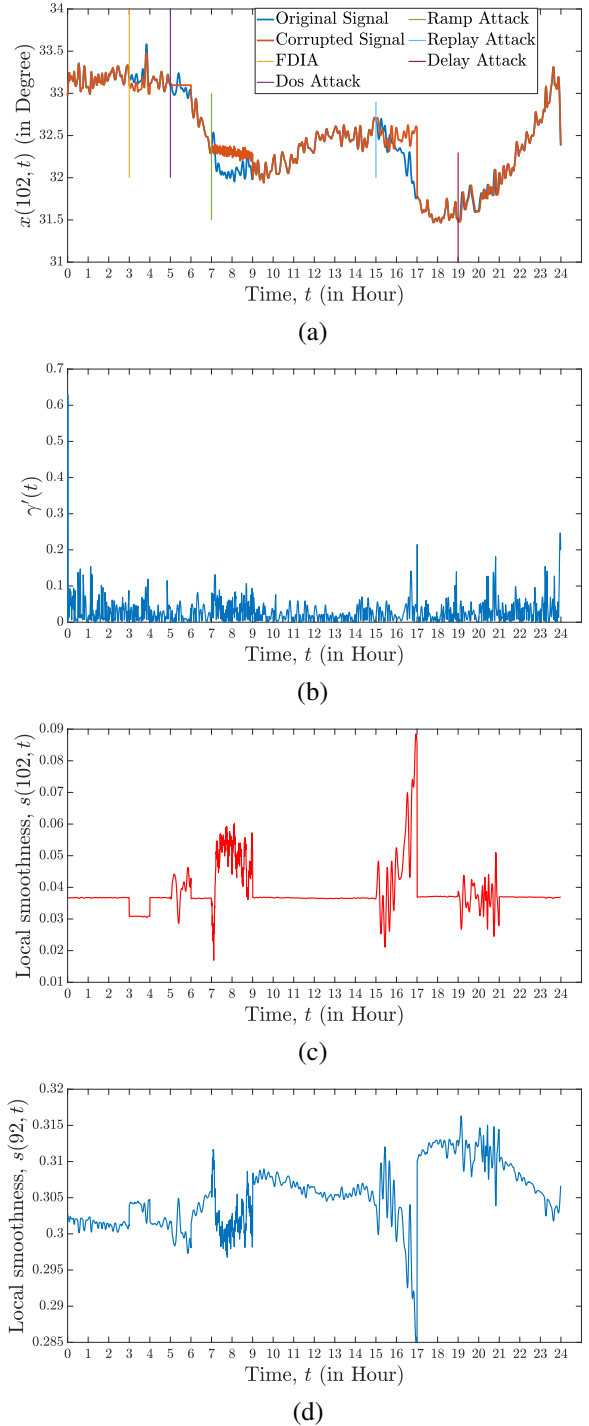 34
33.5
33
32.5
32
31.5
31
x(102, t) (in Degree)
Original Signal
Corrupted Signal
FDIA
Dos Attack
Ramp Attack
Replay Attack
Delay Attack
0 1 2 3 4 5 6 7 8 9 10 11 12 13 14 15 16 17 18 19 20 21 22 23 24
Time, t (in Hour)
(a)
0.7
0.6
0.5
0.4
0.3
0.2
0.1
0
γ′(t)
0 1 2 3 4 5 6 7 8 9 10 11 12 13 14 15 16 17 18 19 20 21 22 23 24
Time, t (in Hour)
(b)
0.09
0.08
0.07
0.06
0.05
0.04
0.03
0.02
0.01
Local smoothness, s(102, t)
0 1 2 3 4 5 6 7 8 9 10 11 12 13 14 15 16 17 18 19 20 21 22 23 24
Time, t (in Hour)
(c)
0.32
0.315
0.31
0.305
0.3
0.295
0.29
0.285
Local smoothness, s(92, t)
0 1 2 3 4 5 6 7 8 9 10 11 12 13 14 15 16 17 18 19 20 21 22 23 24
Time, t (in Hour)
(d)